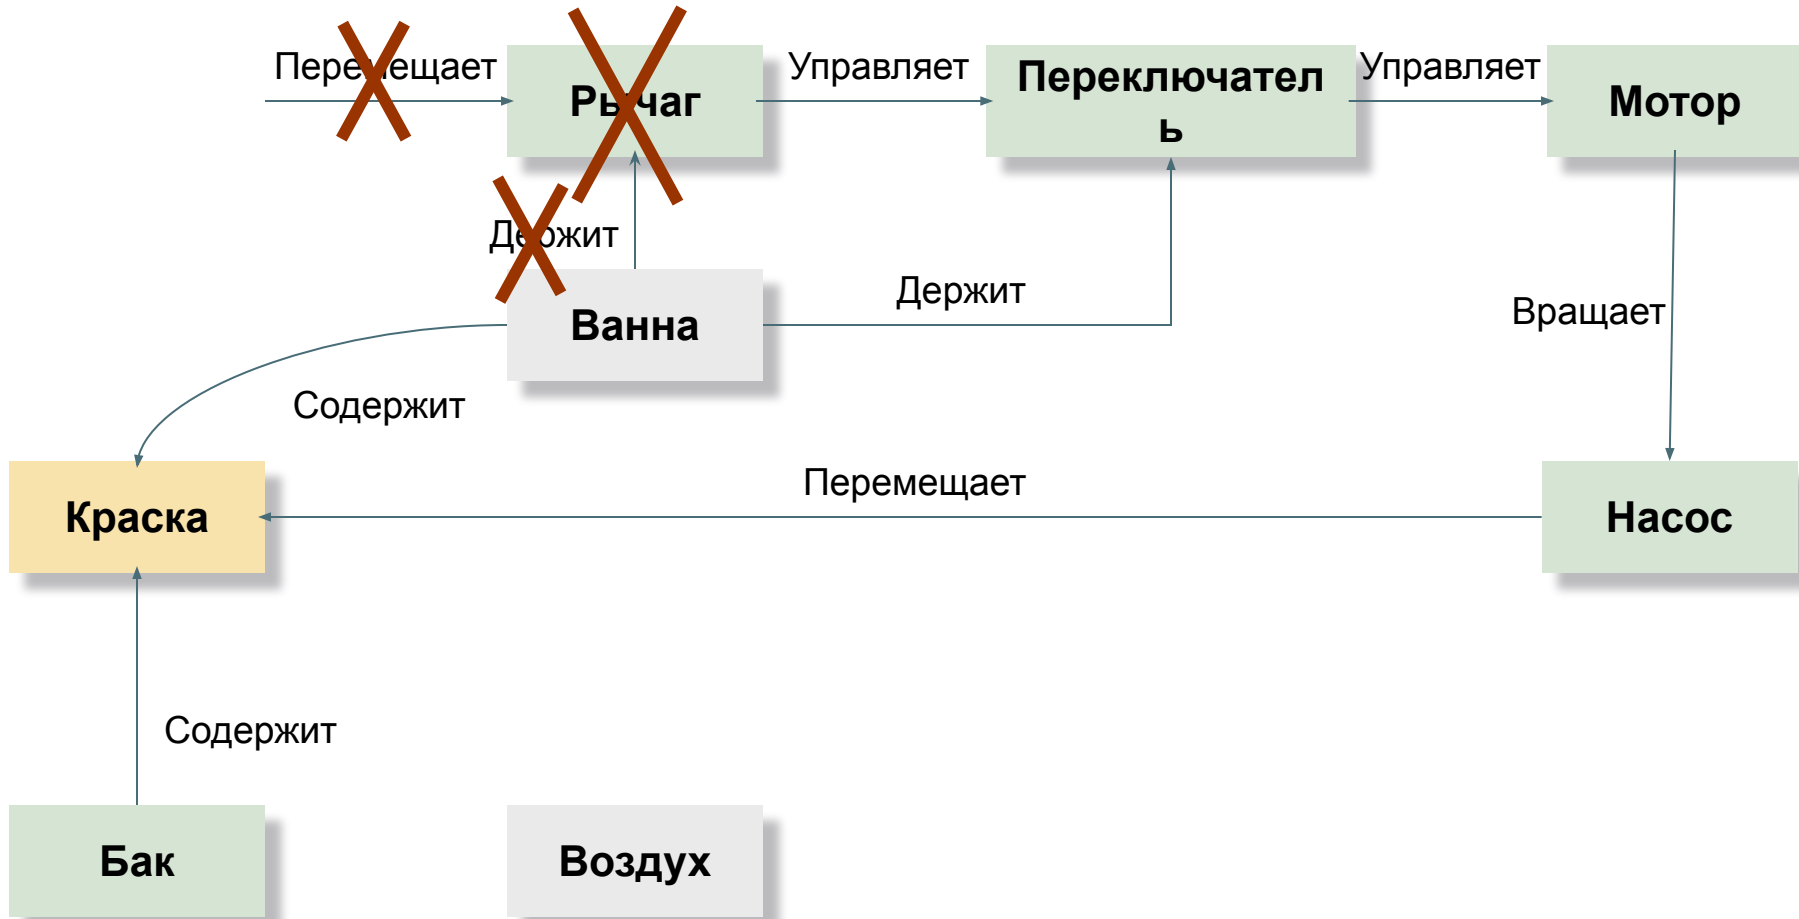 Перемещает
Рычаг
Управляет
Переключател
ь
Управляет
Мотор
Держит
Ванна
Держит
Вращает
Содержит
Краска
Перемещает
Насос
Содержит
Бак
Воздух